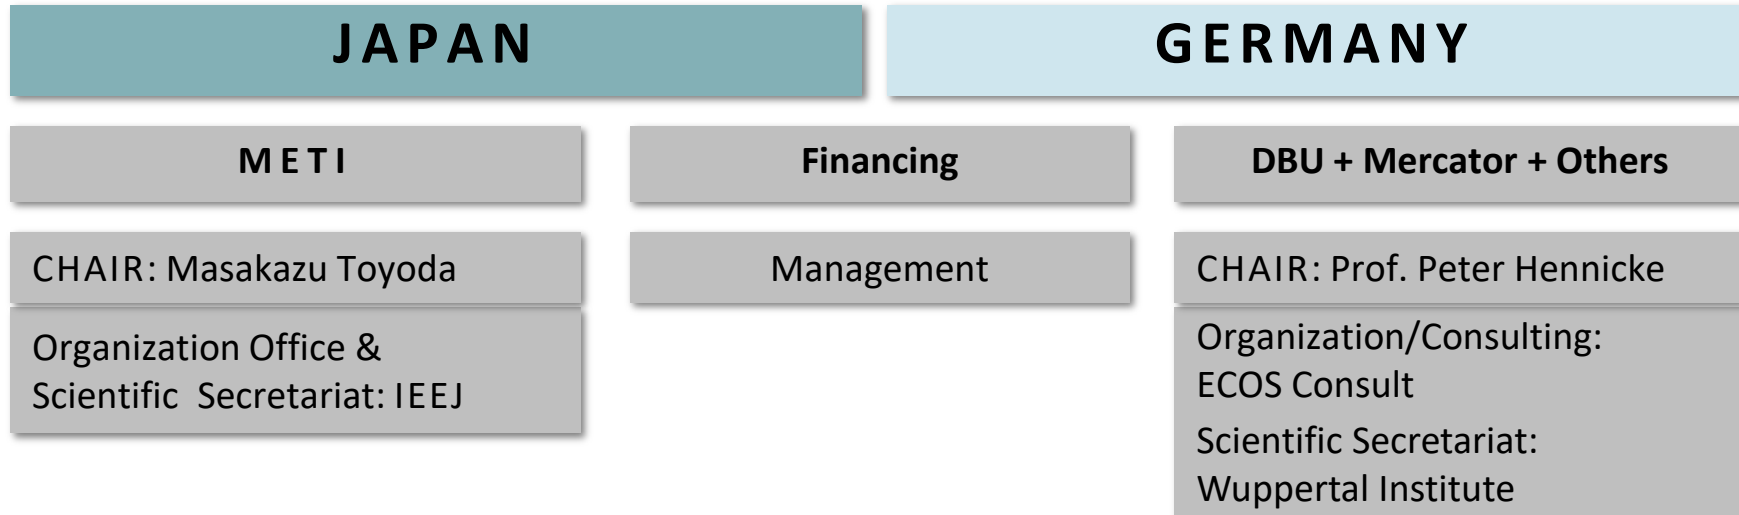 JAPAN
GERMANY
METI
Financing
DBU + Mercator + Others
CHAIR: Masakazu Toyoda
Management
CHAIR: Prof. Peter Hennicke
Organization Office &
Scientific Secretariat: IEEJ
Organization/Consulting:
ECOS Consult
Scientific Secretariat:
Wuppertal Institute